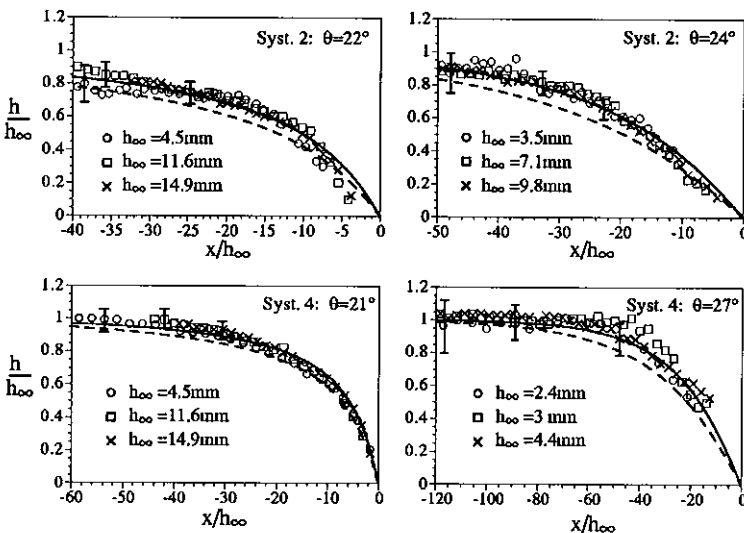 Syst. 2: θ=22°
1.2
1
0.8
0.6
0.4
0.2
0
h
h∞
h∞=4.5mm
h∞=11.6mm
h∞=14.9mm
-40 -35 -30 -25 -20 -15 -10 -5 0
x/h∞
Syst. 2: θ=24°
1.2
1
0.8
0.6
0.4
0.2
0
h∞=3.5mm
h∞=7.1mm
h∞=9.8mm
-50 -40 -30 -20 -10 0
x/h∞
Syst. 4: θ=21°
1.2
1
0.8
0.6
0.4
0.2
0
h
h∞
h∞=4.5mm
h∞=11.6mm
h∞=14.9mm
-60 -50 -40 -30 -20 -10 0
x/h∞
Syst. 4: θ=27°
1.2
1
0.8
0.6
0.4
0.2
0
h∞=2.4mm
h∞=3 mm
h∞=4.4mm
-120 -100 -80 -60 -40 -20 0
x/h∞